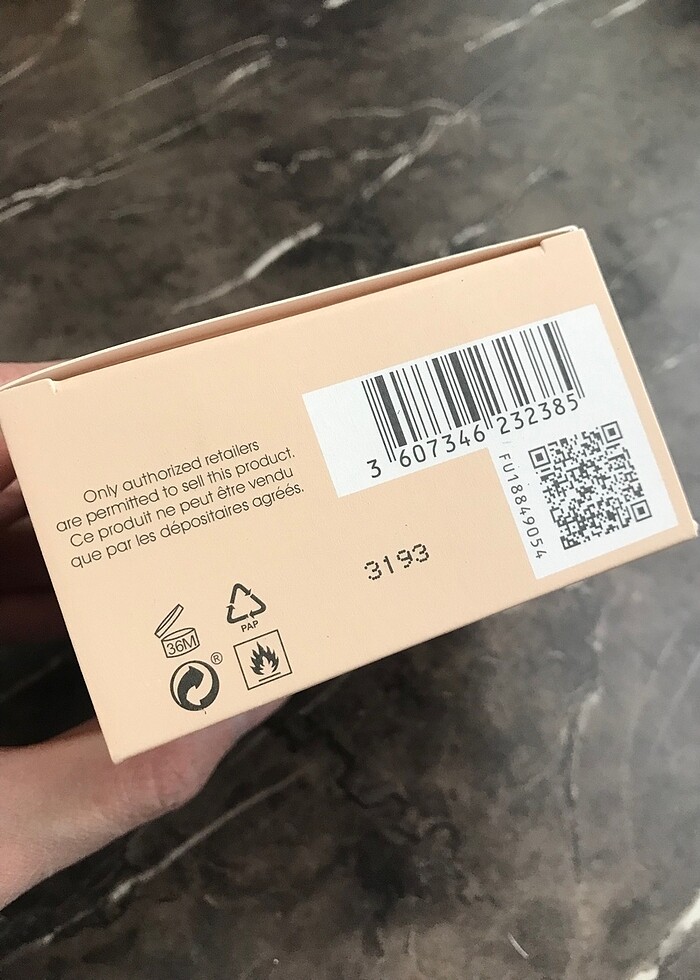 3 607346 232385
FU18849054
Only authorized retailers
are permitted to sell this product.
Ce produit ne peut être vendu
que par les dépositaires agréés.
3193
PAP
36M
®